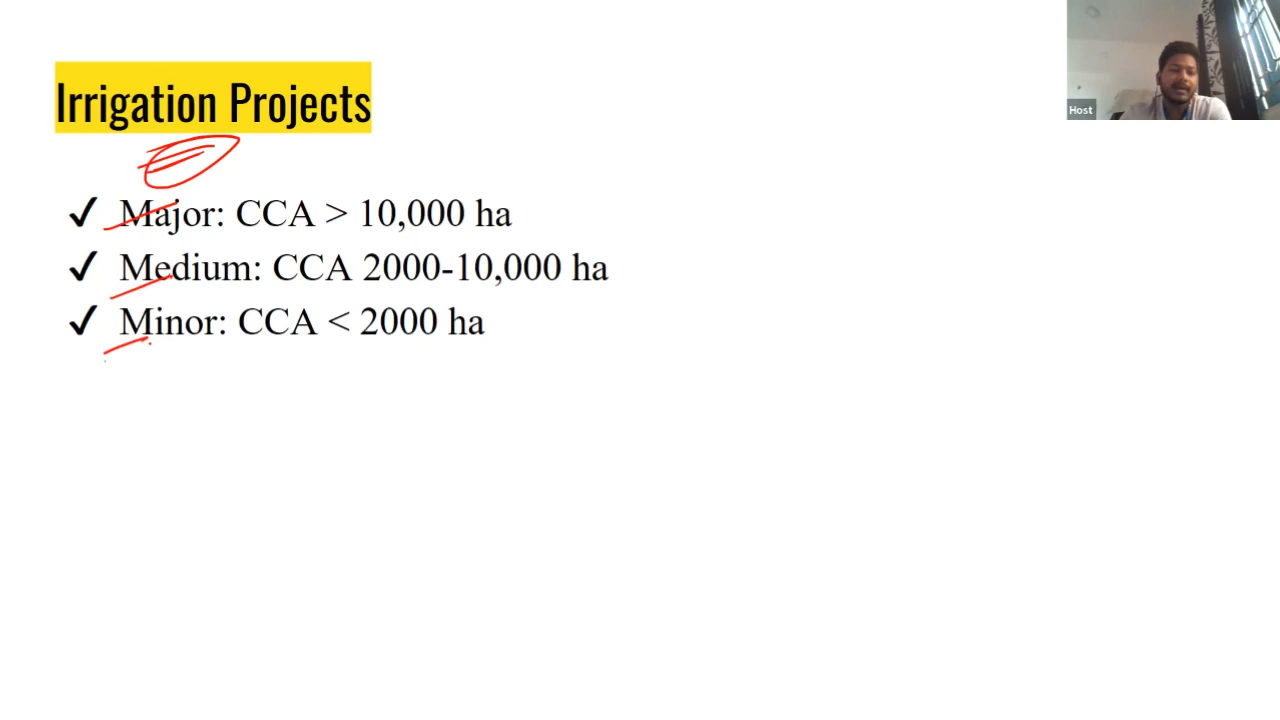 Irrigation Projects
✓ Major: CCA > 10,000 ha
✓ Medium: CCA 2000-10,000 ha
✓ Minor: CCA < 2000 ha
Host